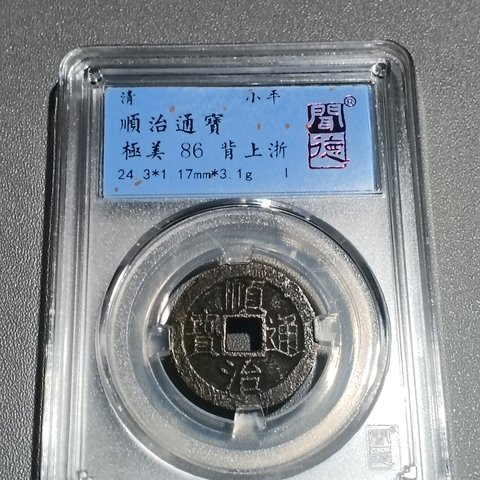 清 小平
順治通寶
極美 86 背上浙
24.3*1.17mm*3.1g I
聞德®
順治通寶